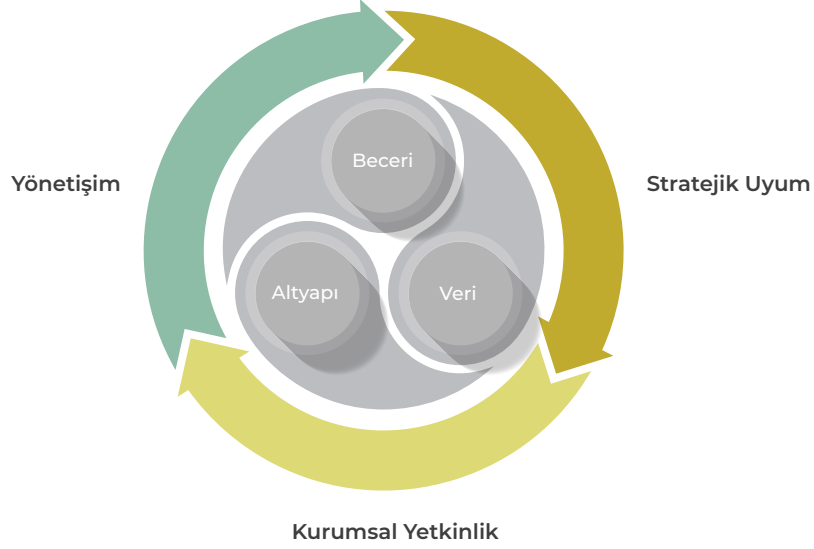 Beceri
Yönetişim
Stratejik Uyum
Altyapı
Veri
Kurumsal Yetkinlik